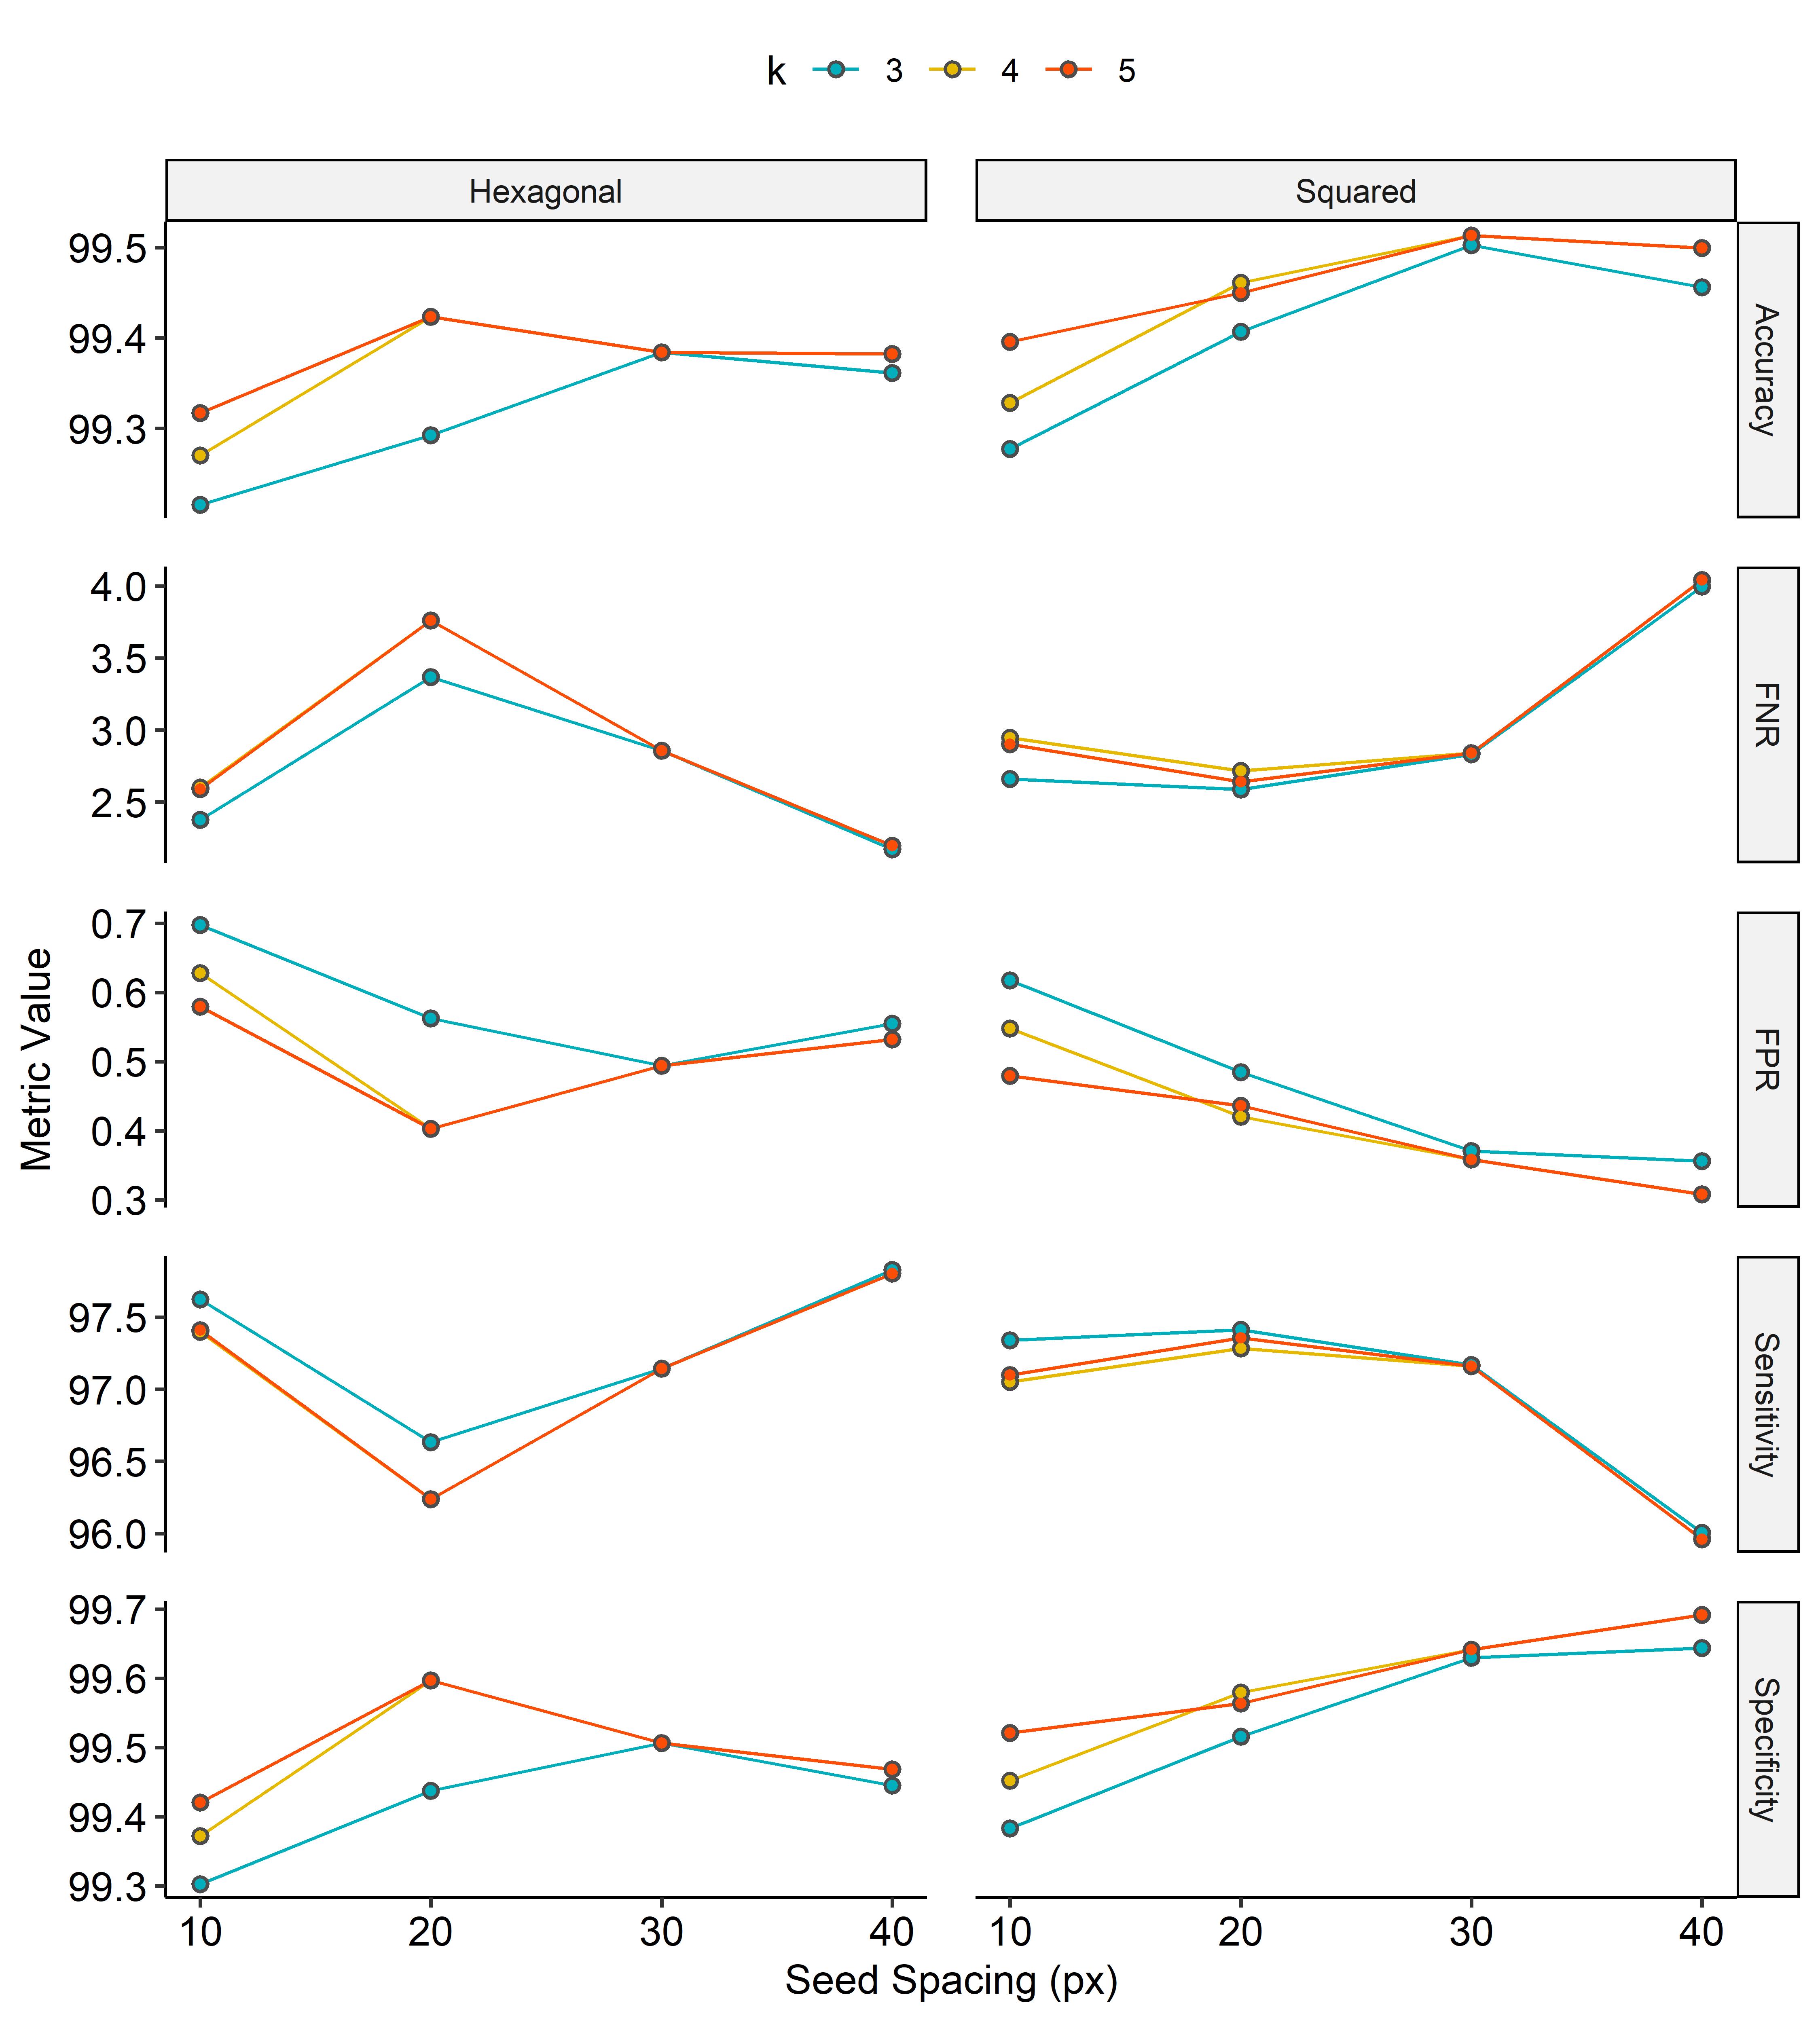 k 3 4 5
Hexagonal Squared
99.5
99.4
99.3
Accuracy
4.0
3.5
3.0
2.5
FNR
0.7
0.6
0.5
0.4
0.3
FPR
97.5
97.0
96.5
96.0
Sensitivity
99.7
99.6
99.5
99.4
99.3
Specificity
Metric Value
10 20 30 40 10 20 30 40
Seed Spacing (px)